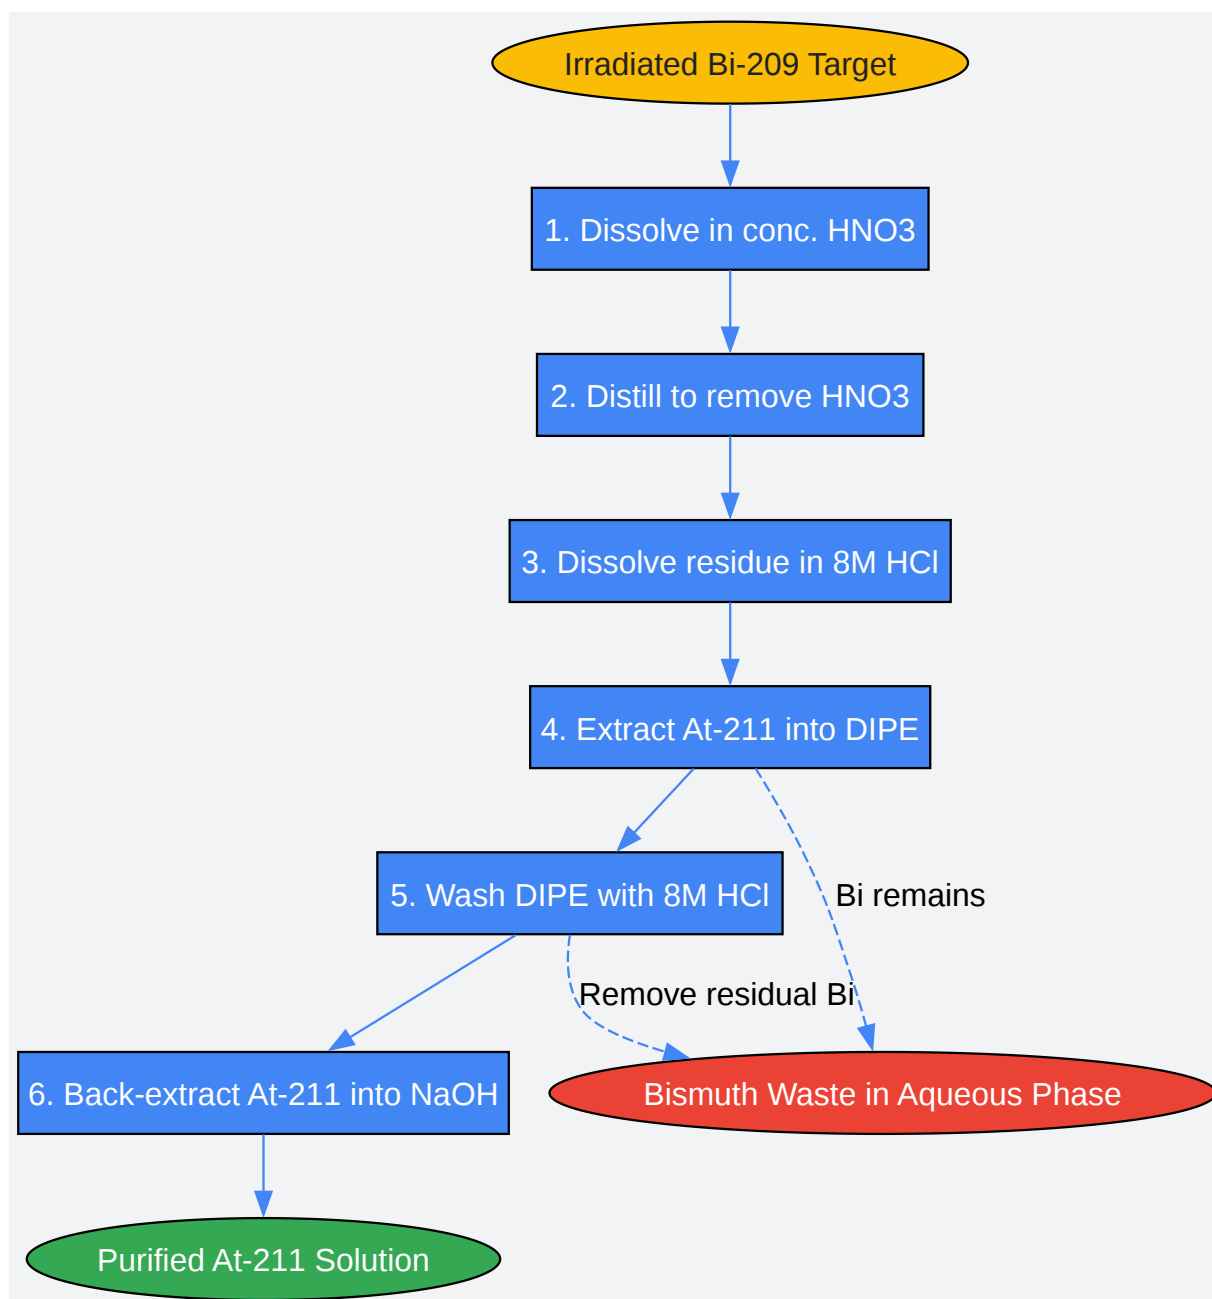 Irradiated Bi-209 Target
1. Dissolve in conc. HNO3
2. Distill to remove HNO3
3. Dissolve residue in 8M HCl
4. Extract At-211 into DIPE
5. Wash DIPE with 8M HCl
Bi remains
Remove residual Bi
6. Back-extract At-211 into NaOH
Bismuth Waste in Aqueous Phase
Purified At-211 Solution